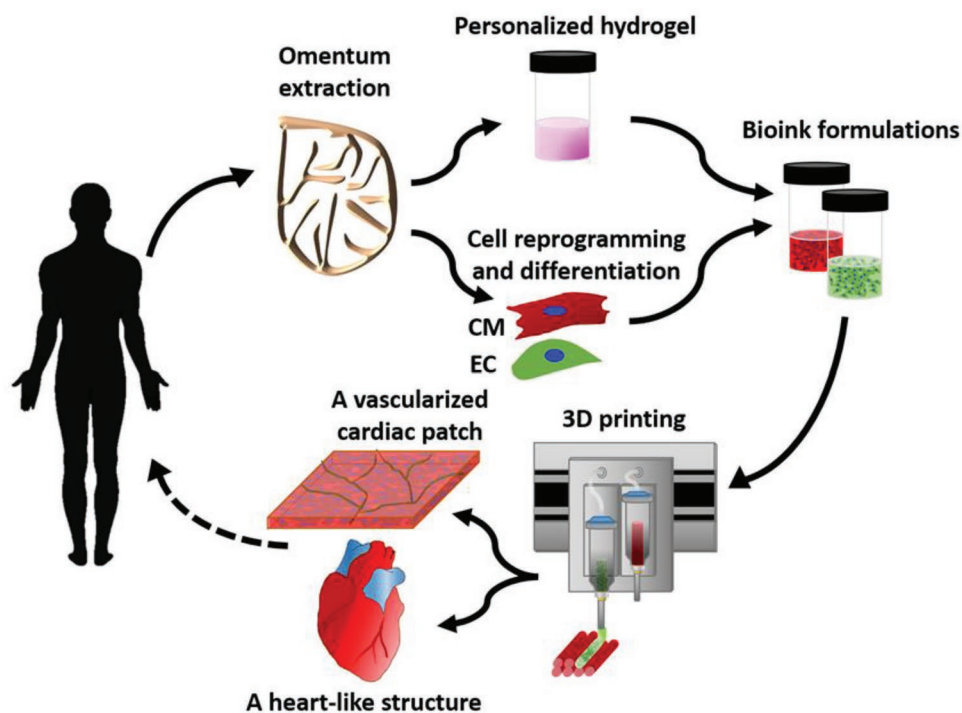 Personalized hydrogel
Omentum
extraction
Bioink formulations
Cell reprogramming
and differentiation
CM
EC
A vascularized
cardiac patch
3D printing
A heart-like structure